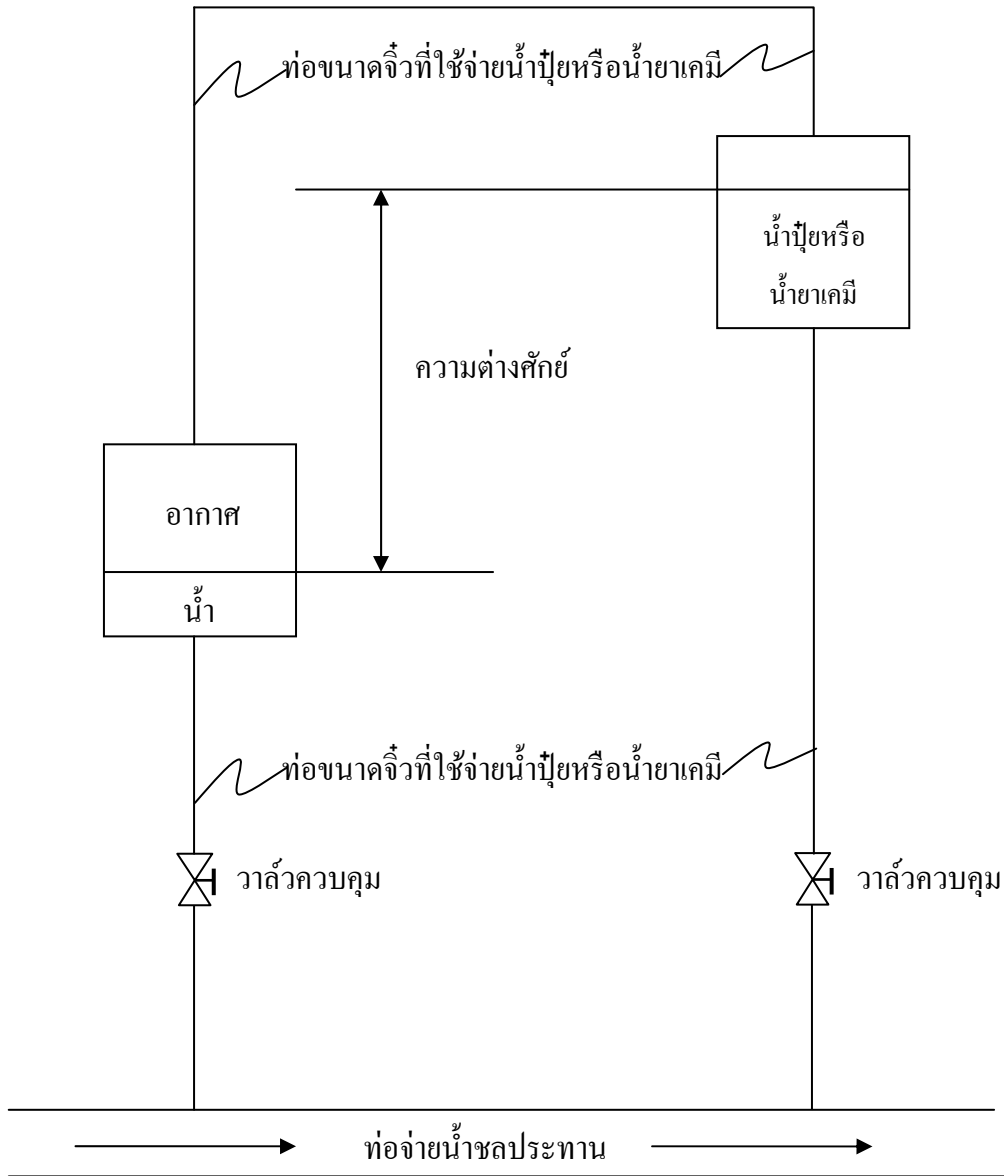 ท่อขนาดจิ๋วที่ใช้จ่ายน้ำปุ๋ยหรือน้ำยาเคมี
น้ำปุ๋ยหรือ
น้ำยาเคมี
ความต่างศักย์
อากาศ
น้ำ
ท่อขนาดจิ๋วที่ใช้จ่ายน้ำปุ๋ยหรือน้ำยาเคมี
วาล์วควบคุม
วาล์วควบคุม
ท่อจ่ายน้ำชลประทาน